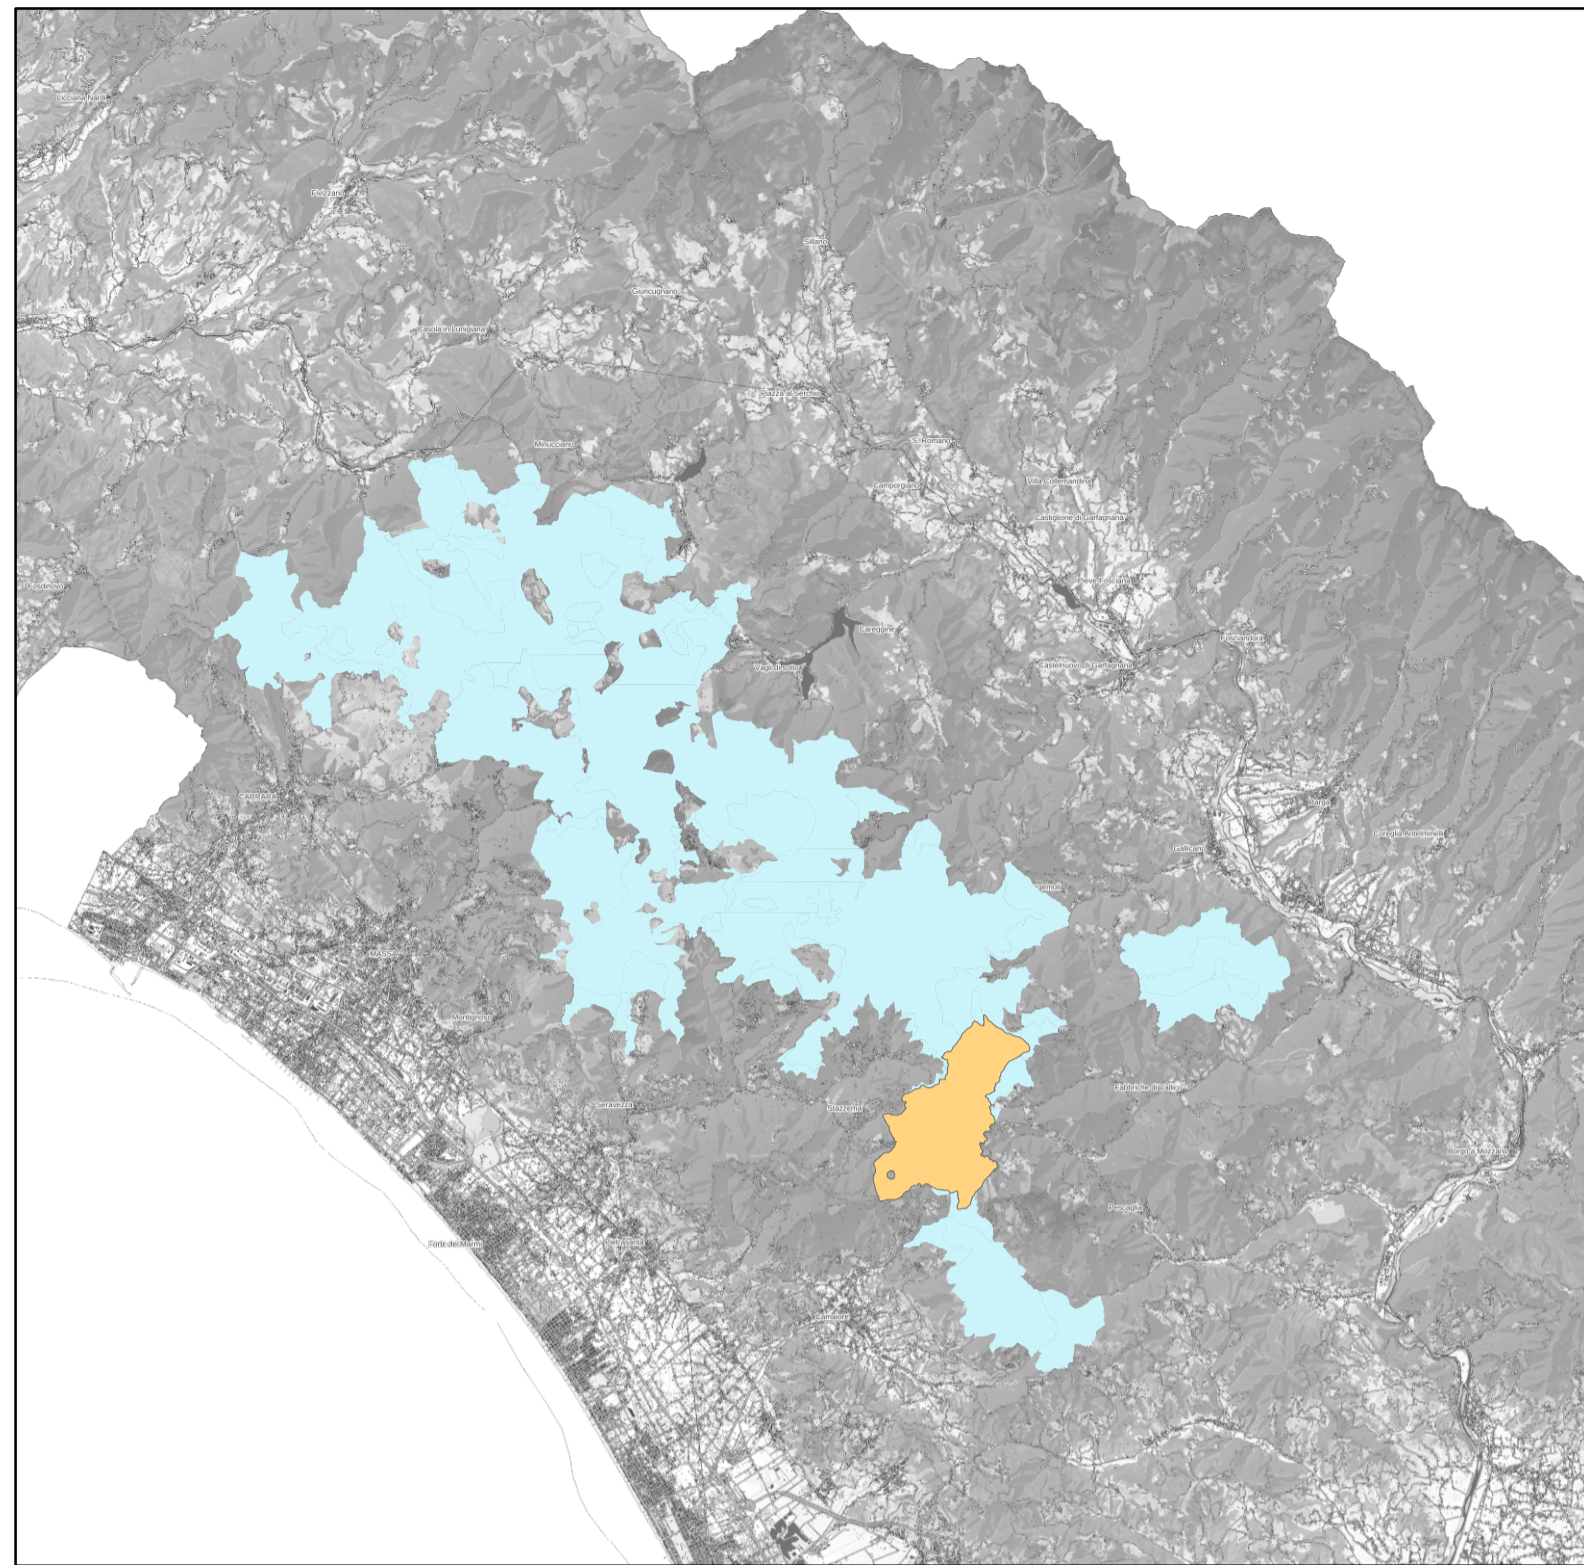 Licciana Nardi
Fivizzano
Sillano
Giuncugnano
Casola in Lunigiana
Piazza al Serchio
Minucciano
S. Romano
Camporgiano
Villa Collemandina
Castiglione di Garfagnana
Fosdinovo
Pieve Fosciana
Careggine
Fosciandora
Vagli di sotto
Castelnuovo di Garfagnana
CARRARA
Barga
Coreglia Antelminelli
Gallicano
gemoli
MASSA
Montignoso
Fabbriche di Vallico
Seravezza
Stazzema
Borgo a Mozzano
Pescaglia
Forte dei Marmi
Pietrasanta
Camaiore